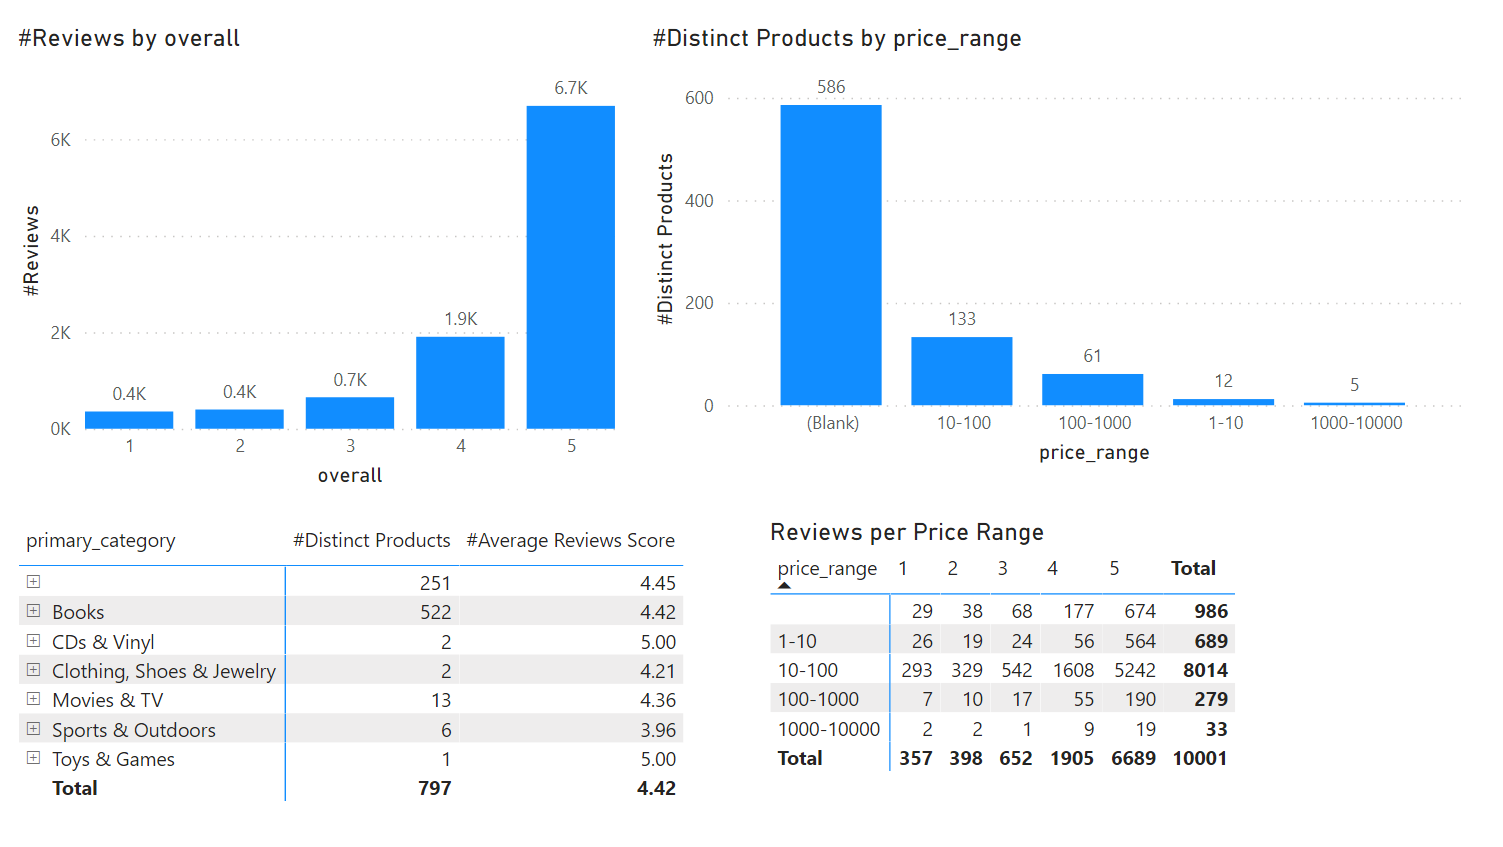 #Reviews by overall
6.7K
6K
4K
2K
0K
1.9K
0.7K
0.4K
0.4K
#Reviews
1 2 3 4 5
overall
#Distinct Products by price_range
586
600
400
200
0
133
61
12
5
#Distinct Products
(Blank) 10-100 100-1000 1-10 1000-10000
price_range
primary_category #Distinct Products #Average Reviews Score
251 4.45
Books 522 4.42
CDs & Vinyl 2 5.00
Clothing, Shoes & Jewelry 2 4.21
Movies & TV 13 4.36
Sports & Outdoors 6 3.96
Toys & Games 1 5.00
Total 797 4.42
Reviews per Price Range
price_range 1 2 3 4 5 Total
29 38 68 177 674 986
1-10 26 19 24 56 564 689
10-100 293 329 542 1608 5242 8014
100-1000 7 10 17 55 190 279
1000-10000 2 2 1 9 19 33
Total 357 398 652 1905 6689 10001